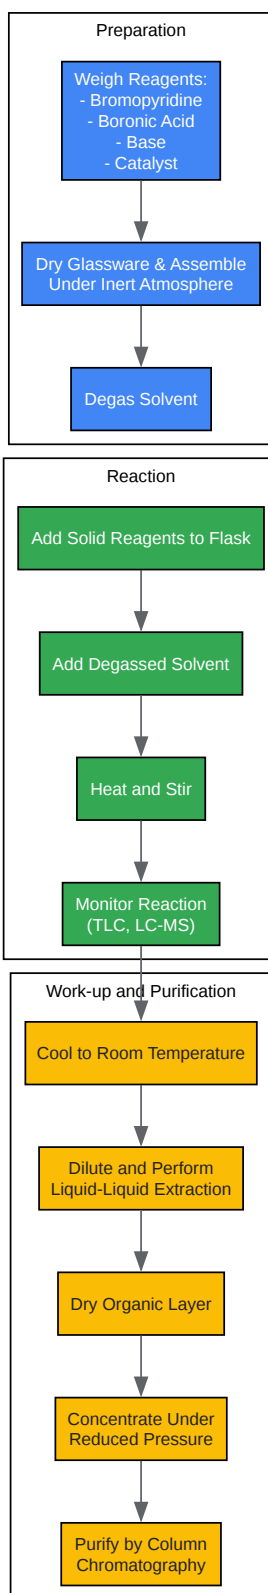 Preparation
Weigh Reagents:
- Bromopyridine
- Boronic Acid
- Base
- Catalyst
Dry Glassware & Assemble
Under Inert Atmosphere
Degas Solvent
Reaction
Add Solid Reagents to Flask
Add Degassed Solvent
Heat and Stir
Monitor Reaction
(TLC, LC-MS)
Work-up and Purification
Cool to Room Temperature
Dilute and Perform
Liquid-Liquid Extraction
Dry Organic Layer
Concentrate Under
Reduced Pressure
Purify by Column
Chromatography